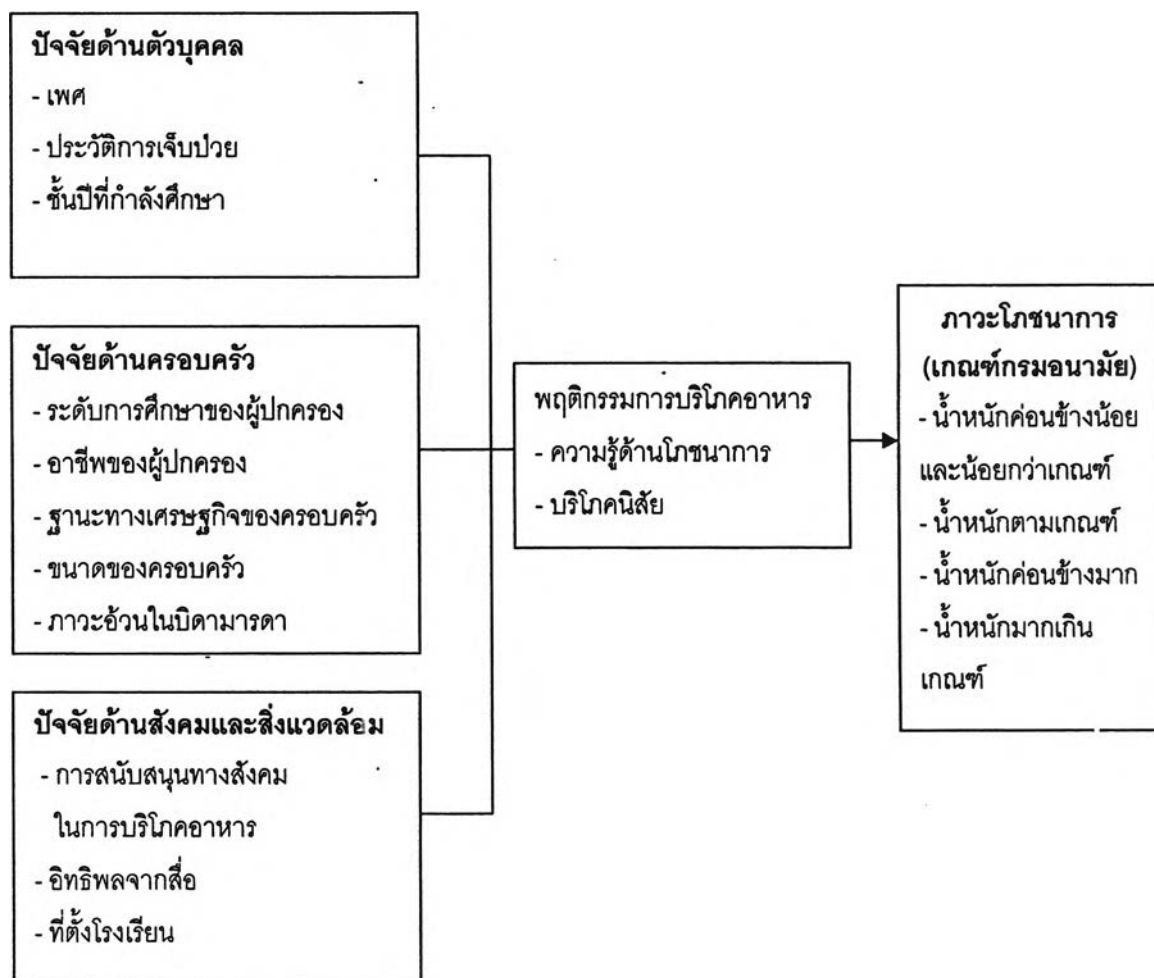 ปัจจัยด้านตัวบุคคล
- เพศ
- ประวัติการเจ็บป่วย
- ชั้นปีที่กำลังศึกษา
ปัจจัยด้านครอบครัว
- ระดับการศึกษาของผู้ปกครอง
- อาชีพของผู้ปกครอง
- ฐานะทางเศรษฐกิจของครอบครัว
- ขนาดของครอบครัว
- ภาวะอ้วนในบิดามารดา
ปัจจัยด้านสังคมและสิ่งแวดล้อม
- การสนับสนุนทางสังคม
ในการบริโภคอาหาร
- อิทธิพลจากสื่อ
- ที่ตั้งโรงเรียน
พฤติกรรมการบริโภคอาหาร
- ความรู้ด้านโภชนาการ
- บริโภคนิสัย
ภาวะโภชนาการ
(เกณฑ์กรมอนามัย)
- น้ำหนักค่อนข้างน้อย
และน้อยกว่าเกณฑ์
- น้ำหนักตามเกณฑ์
- น้ำหนักค่อนข้างมาก
- น้ำหนักมากเกิน
เกณฑ์